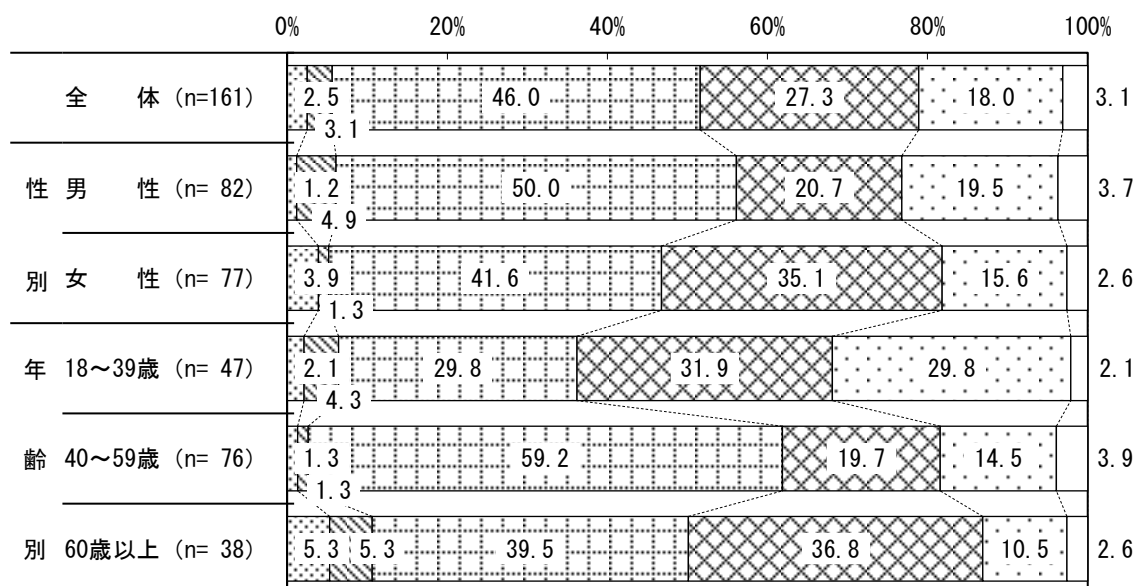 0% 20% 40% 60% 80% 100%
全 体 (n=161) 2.5 46.0 27.3 18.0 3.1
3.1
性 男 性 (n= 82) 1.2 50.0 20.7 19.5 3.7
4.9
別 女 性 (n= 77) 3.9 41.6 35.1 15.6 2.6
1.3
年 18～39歳 (n= 47) 2.1 29.8 31.9 29.8 2.1
4.3
齢 40～59歳 (n= 76) 1.3 59.2 19.7 14.5 3.9
1.3
別 60歳以上 (n= 38) 5.3 5.3 39.5 36.8 10.5 2.6